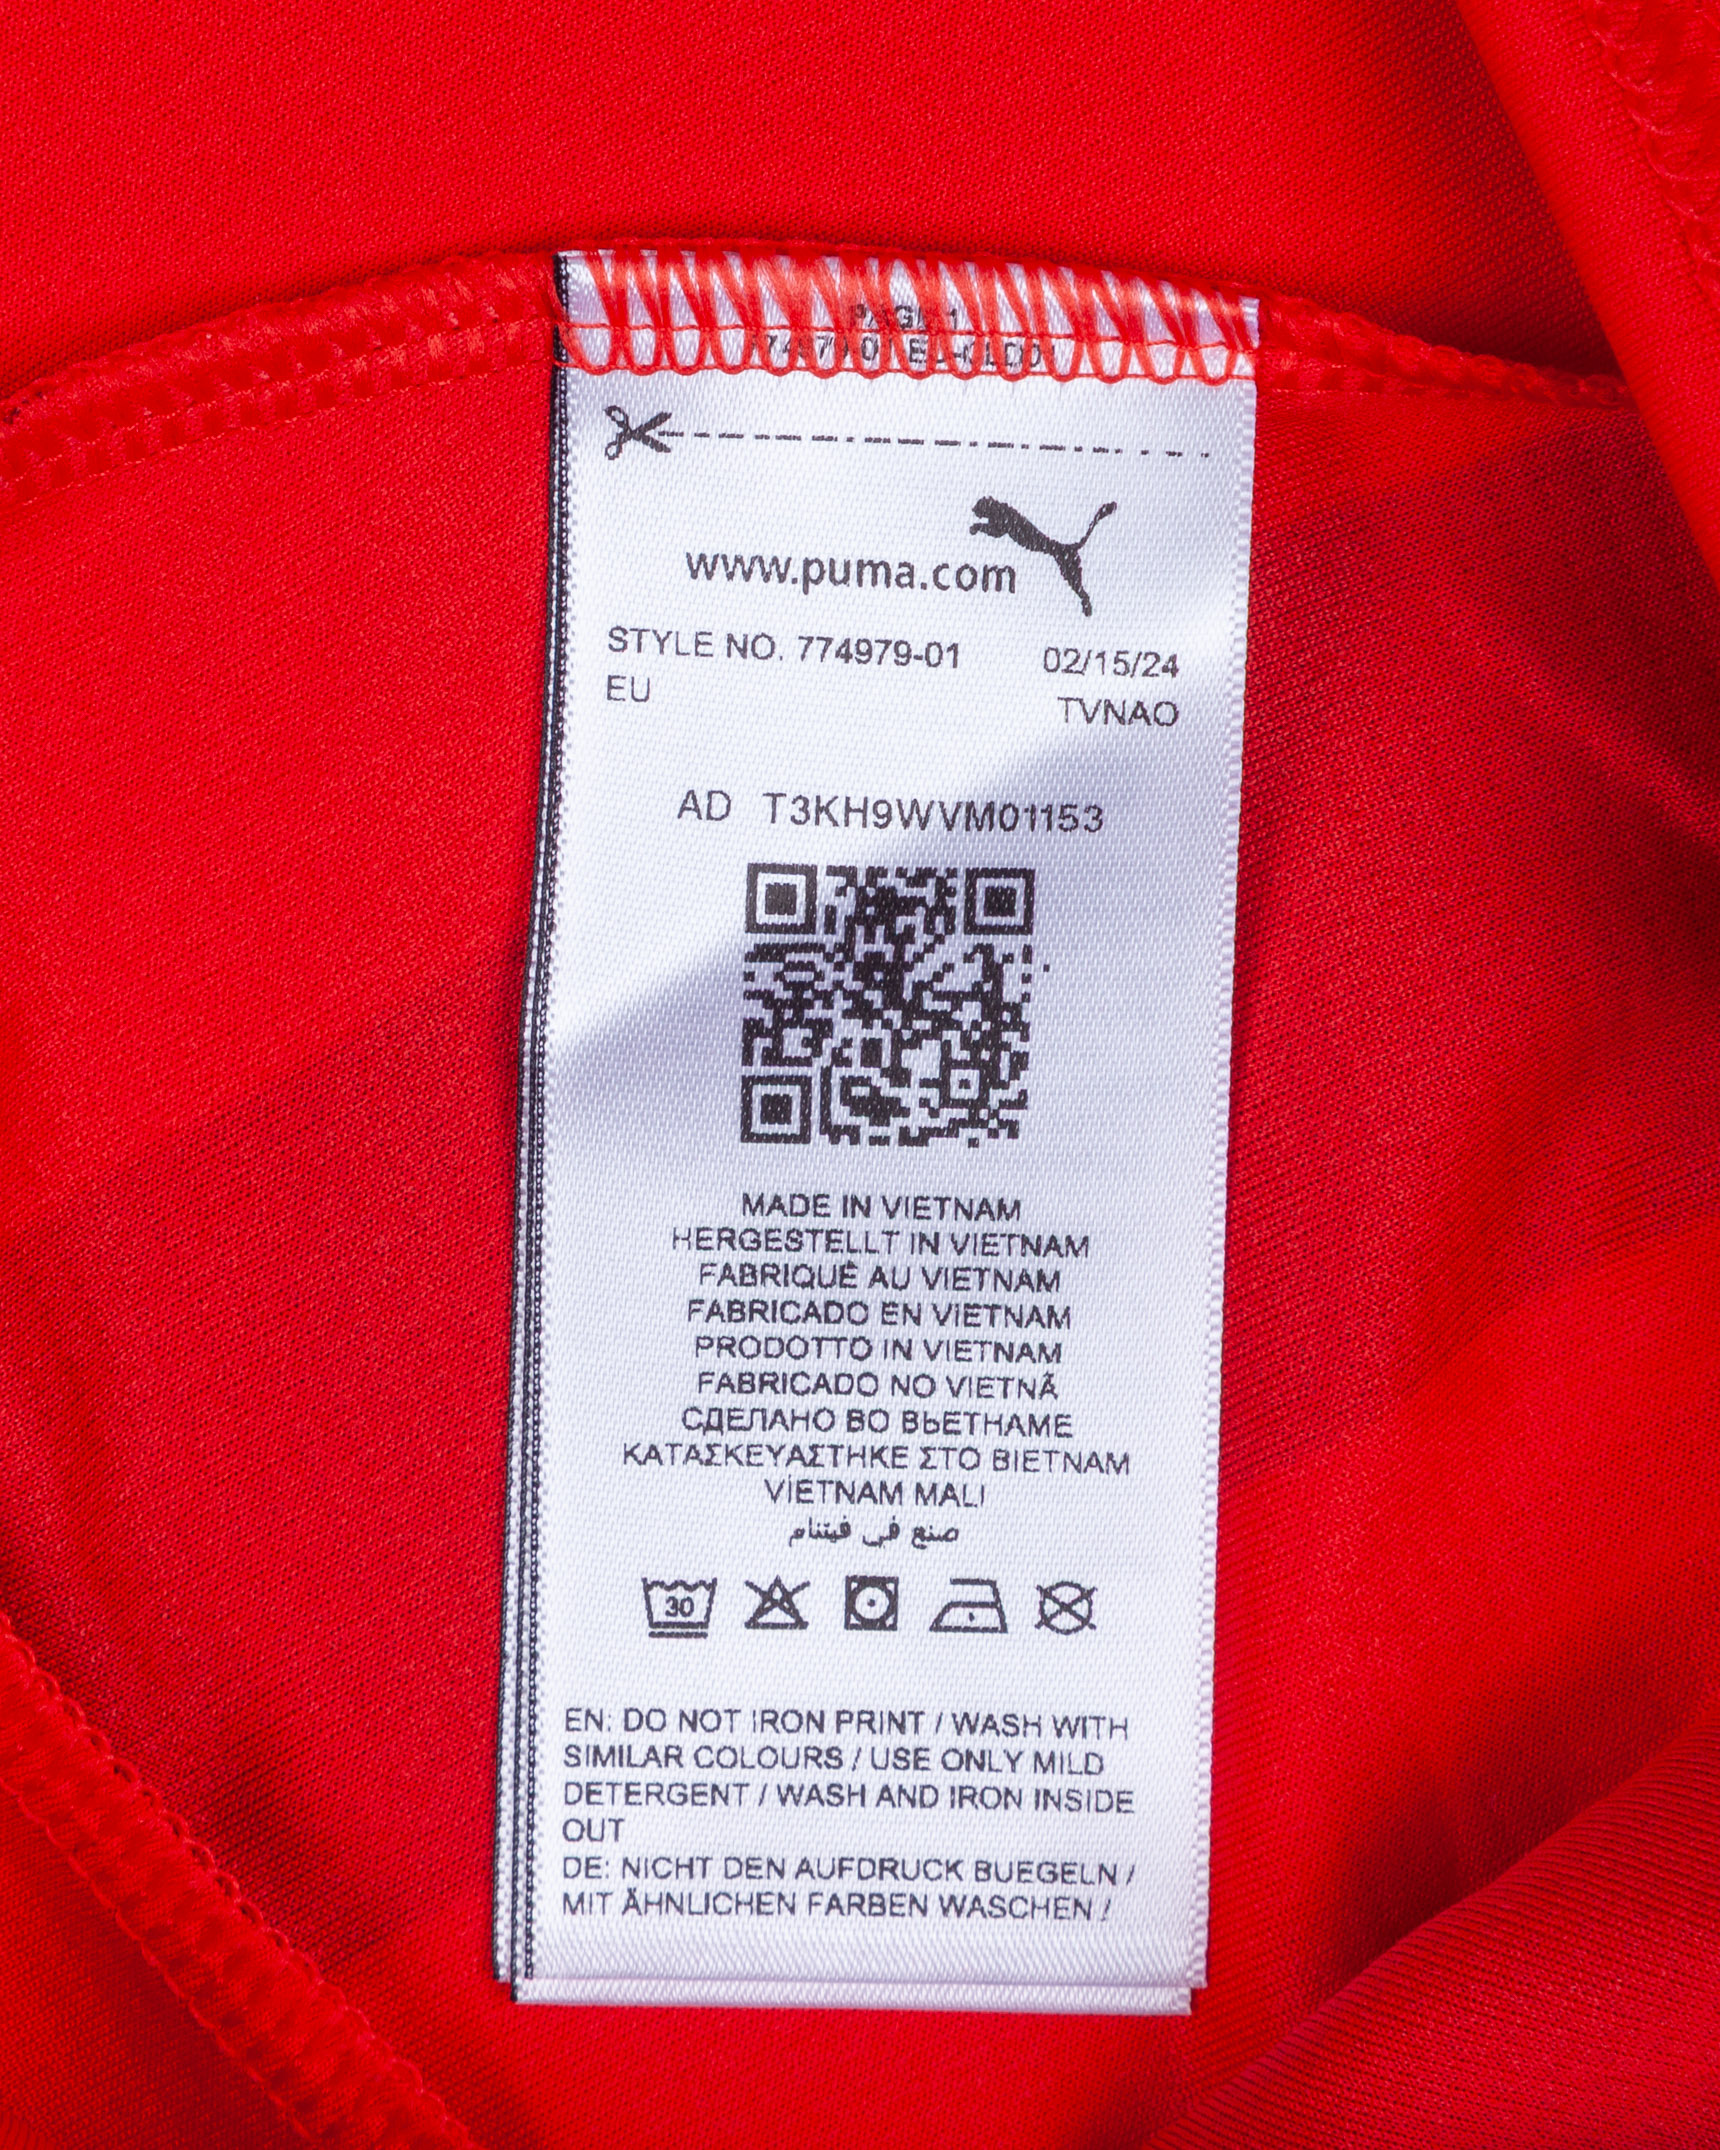 PAGE 1
www.puma.com
STYLE NO. 774979-01 02/15/24
EU TVNAO
AD T3KH9WVM01153
MADE IN VIETNAM
HERGESTELLT IN VIETNAM
FABRIQUÉ AU VIETNAM
FABRICADO EN VIETNAM
PRODOTTO IN VIETNAM
FABRICADO NO VIETNÃ
СДЕЛАНО ВО ВЬЕТНАМЕ
ΚΑΤΑΣΚΕΥΑΣΤΗΚΕ ΣΤΟ ΒΙΕΤΝΑΜ
VİETNAM MALI
صنع في فيتنام
30
EN: DO NOT IRON PRINT / WASH WITH
SIMILAR COLOURS / USE ONLY MILD
DETERGENT / WASH AND IRON INSIDE
OUT
DE: NICHT DEN AUFDRUCK BUEGELN /
MIT ÄHNLICHEN FARBEN WASCHEN /